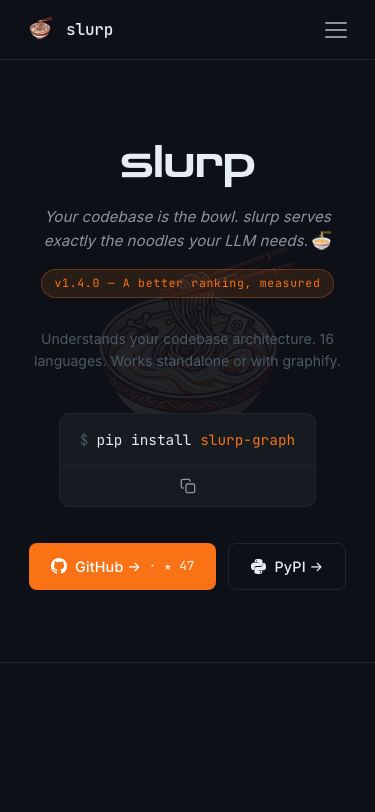 slurp
slurp
Your codebase is the bowl. slurp serves
exactly the noodles your LLM needs. 🍜
v1.4.0 — A better ranking, measured
Understands your codebase architecture. 16
languages. Works standalone or with graphify.
$ pip install slurp-graph
GitHub → · ★ 47
PyPI →